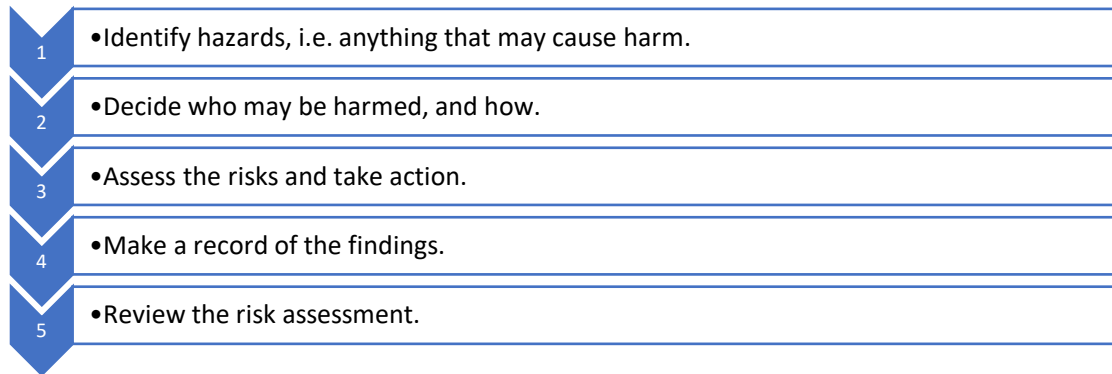 1
•Identify hazards, i.e. anything that may cause harm.
2
•Decide who may be harmed, and how.
3
•Assess the risks and take action.
4
•Make a record of the findings.
5
•Review the risk assessment.